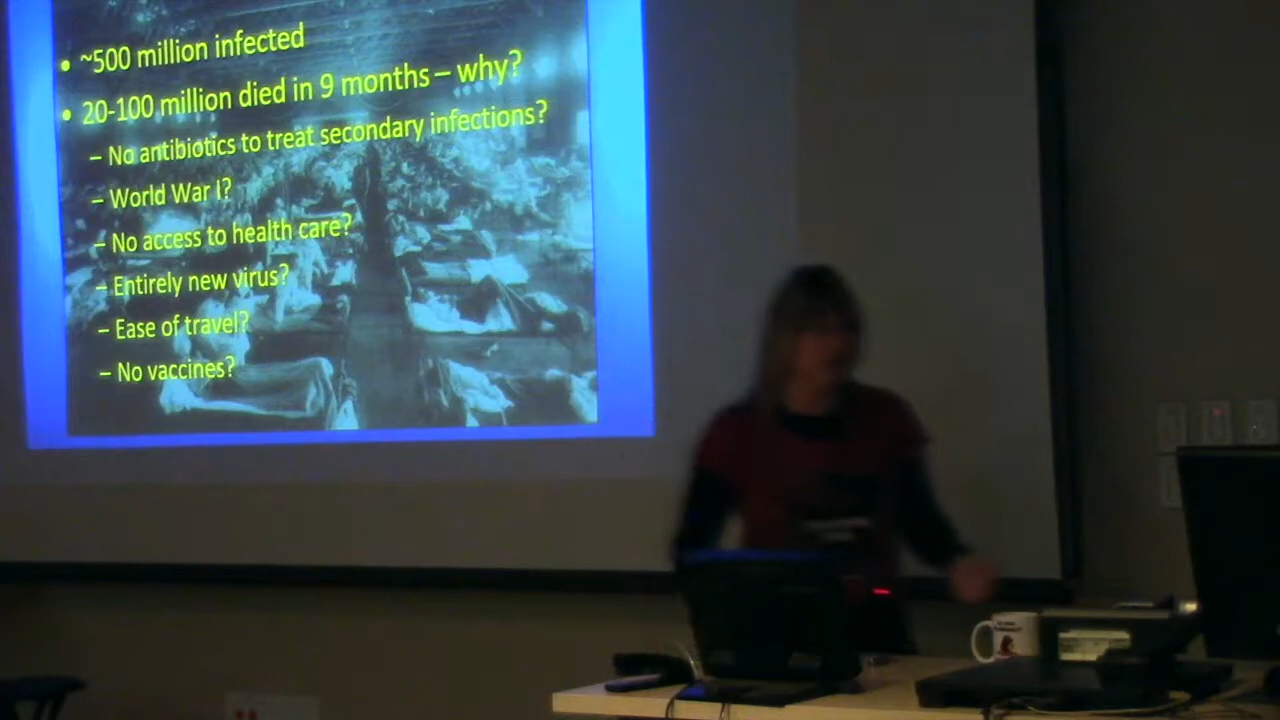 • ~500 million infected
• 20-100 million died in 9 months – why?
– No antibiotics to treat secondary infections?
– World War I?
– No access to health care?
– Entirely new virus?
– Ease of travel?
– No vaccines?